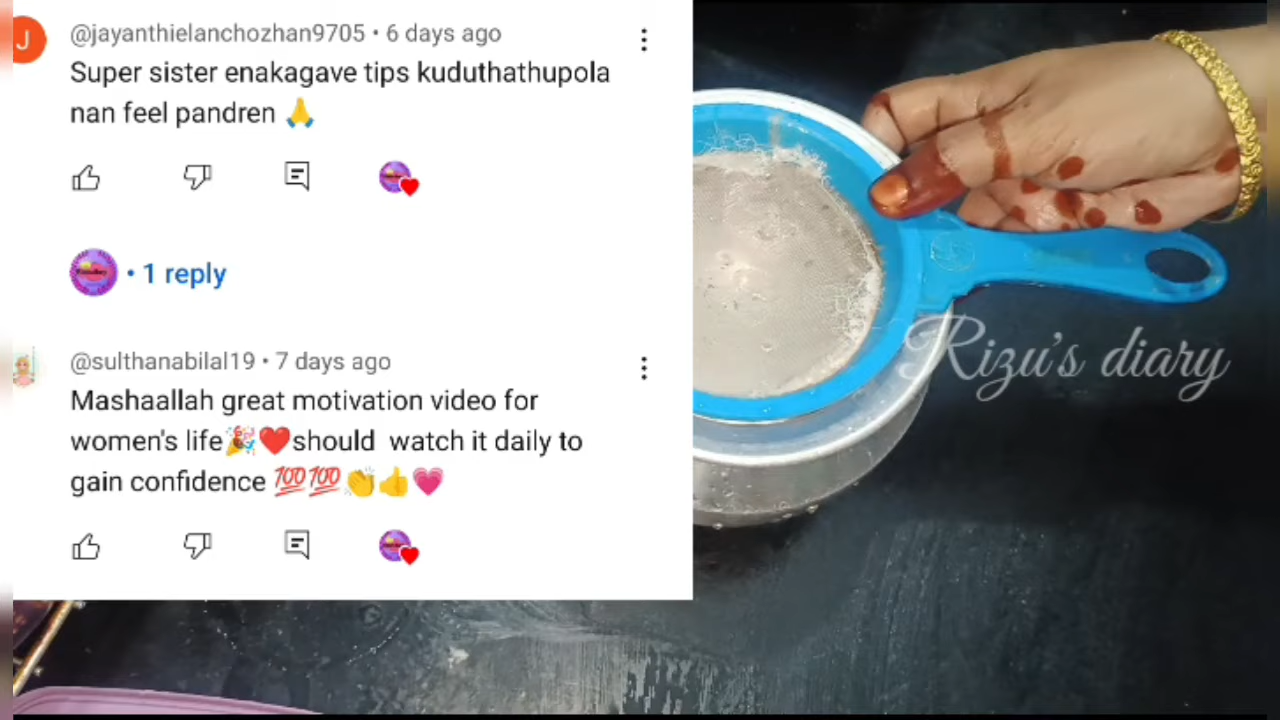 J
@jayanthielanchozhan9705 • 6 days ago
Super sister enakagave tips kuduthathupola
nan feel pandren 🙏
• 1 reply
@sulthanabilal19 • 7 days ago
Mashaallah great motivation video for
women's life🎉❤️should watch it daily to
gain confidence 💯💯👏👍💗
Rizu's diary